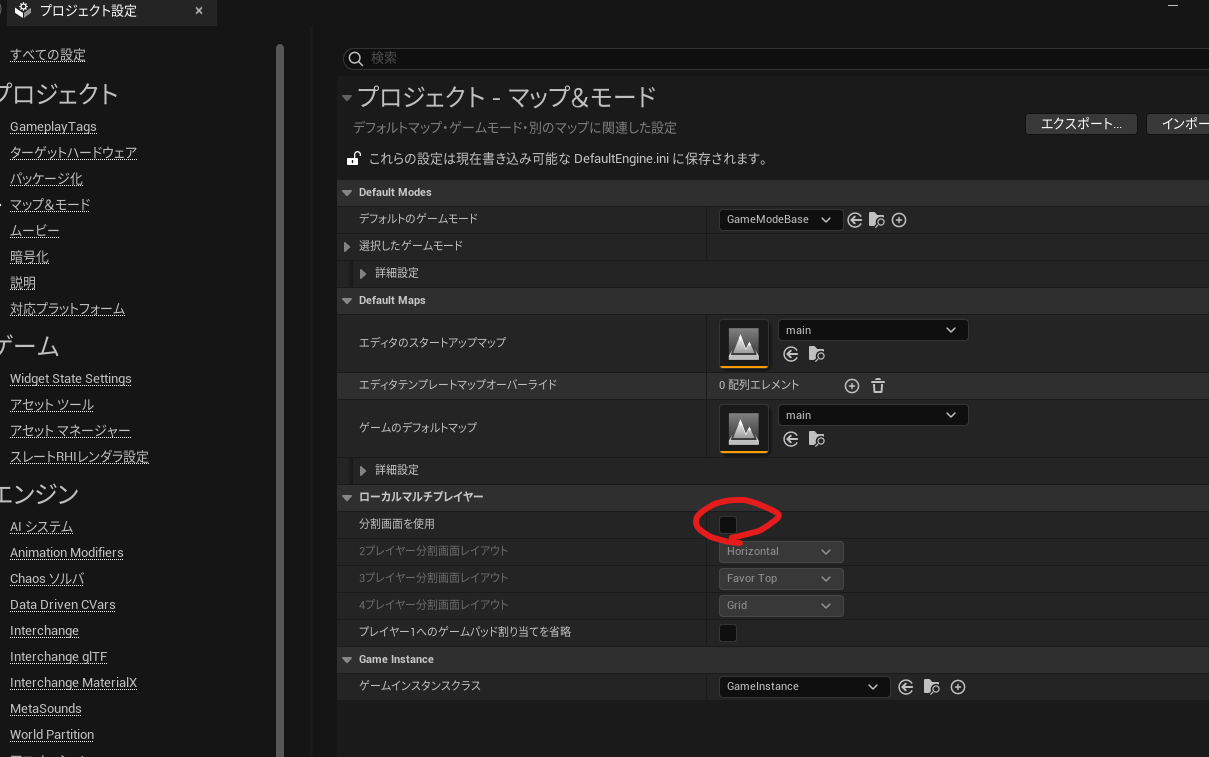 プロジェクト設定
すべての設定
プロジェクト
GameplayTags
ターゲットハードウェア
パッケージ化
マップ&モード
ムービー
暗号化
説明
対応プラットフォーム
ゲーム
Widget State Settings
アセット ツール
アセット マネージャー
スレートRHIレンダラ設定
エンジン
AI システム
Animation Modifiers
Chaos ソルバ
Data Driven CVars
Interchange
Interchange glTF
Interchange MaterialX
MetaSounds
World Partition
検索
プロジェクト - マップ&モード
デフォルトマップ・ゲームモード・別のマップに関連した設定
エクスポート...
インポー
これらの設定は現在書き込み可能な DefaultEngine.ini に保存されます。
Default Modes
デフォルトのゲームモード GameModeBase
選択したゲームモード
詳細設定
Default Maps
エディタのスタートアップマップ main
エディタテンプレートマップオーバーライド 0 配列エレメント
ゲームのデフォルトマップ main
詳細設定
ローカルマルチプレイヤー
分割画面を使用
2プレイヤー分割画面レイアウト Horizontal
3プレイヤー分割画面レイアウト Favor Top
4プレイヤー分割画面レイアウト Grid
プレイヤー1へのゲームパッド割り当てを省略
Game Instance
ゲームインスタンスクラス GameInstance